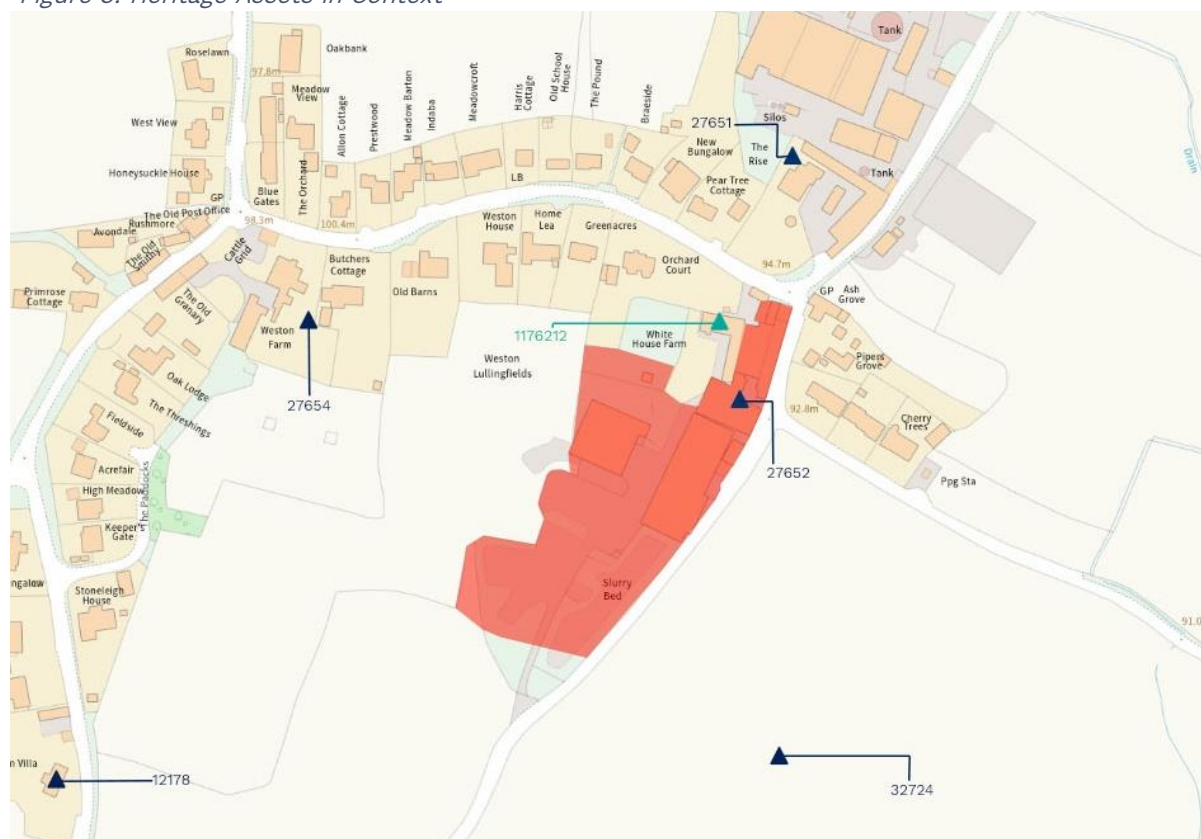 Figure 3: Heritage Assets in Context
Roselawn
Oakbank
97.8m
Meadow
View
West View
Honeysuckle House
GP
Blue
Gates
The Orchard
Allon Cottage
Prestwood
Meadow Barton
Indaba
Meadowcroft
Harris
Cottage
Old School
House
The Pound
Braeside
LB
New
Bungalow
Pear Tree
Cottage
27651
The
Rise
Silos
Tank
Tank
Drain
The Old Post Office
Rushmore
Avondale
The Old
Smithy
98.3m
100.4m
Cattle
Grid
Primrose
Cottage
The Old
Granary
Butchers
Cottage
Old Barns
Weston
House
Home
Lea
Greenacres
Orchard
Court
94.7m
GP
Ash
Grove
Weston
Farm
1176212
White
House Farm
Weston
Lullingfields
Pipers
Grove
27654
Oak Lodge
The Threshings
Fieldside
Acrefair
High Meadow
The Paddocks
Keeper's
Gate
92.8m
Cherry
Trees
27652
Ppg Sta
ngalow
Stoneleigh
House
Slurry
Bed
91.0
n Villa
12178
32724